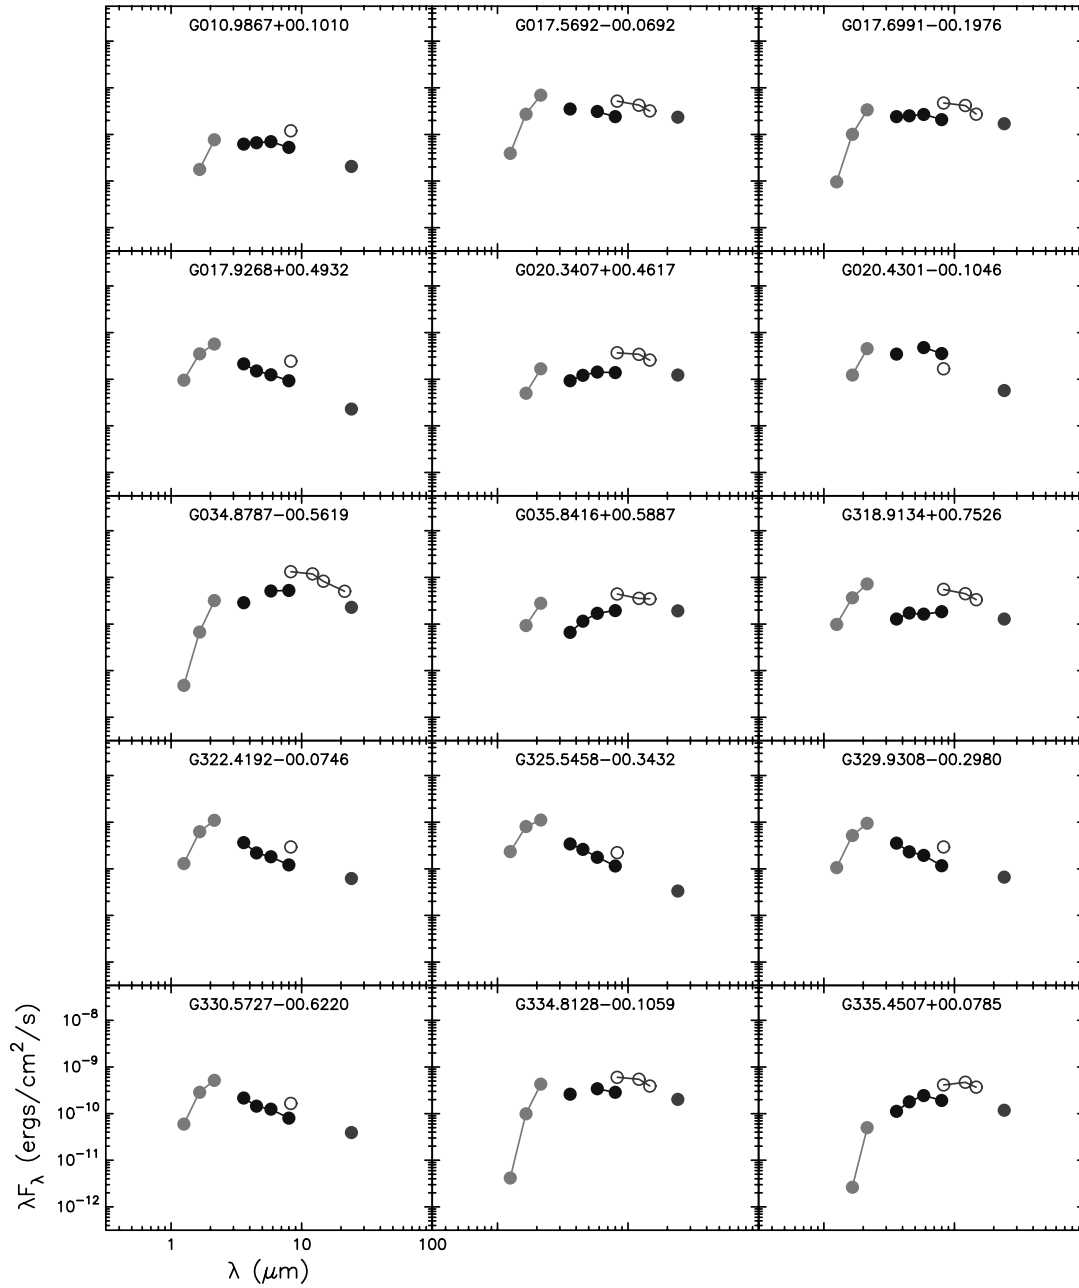 G010.9867+00.1010 G017.5692−00.0692 G017.6991−00.1976
G017.9268+00.4932 G020.3407+00.4617 G020.4301−00.1046
G034.8787−00.5619 G035.8416+00.5887 G318.9134+00.7526
G322.4192−00.0746 G325.5458−00.3432 G329.9308−00.2980
G330.5727−00.6220 G334.8128−00.1059 G335.4507+00.0785
10⁻⁸
10⁻⁹
10⁻¹⁰
10⁻¹¹
10⁻¹²
λF_λ (ergs/cm²/s)
1 10 100
λ (μm)